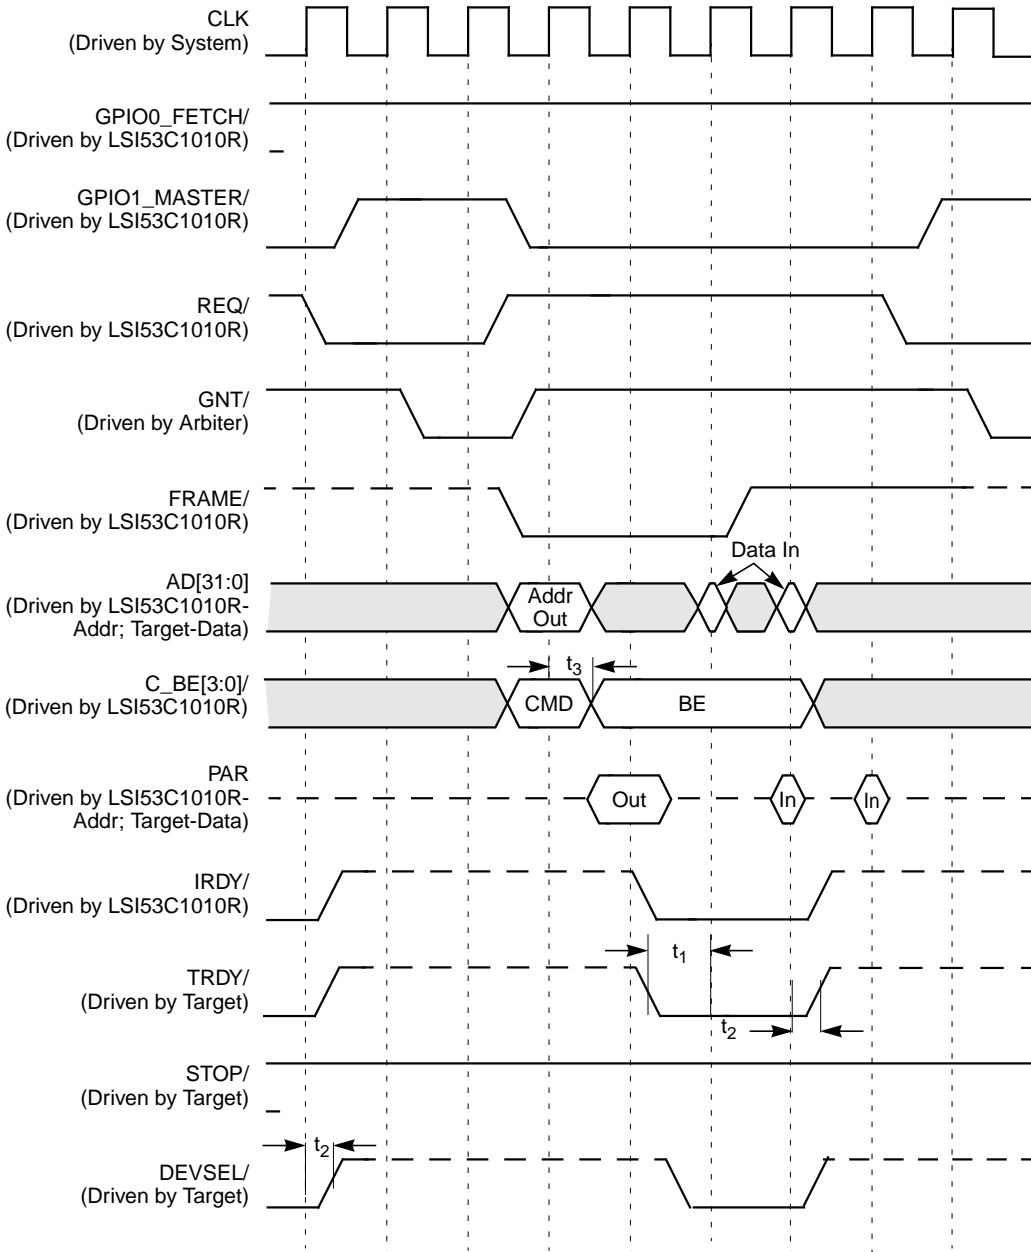 CLK
(Driven by System)
GPIO0_FETCH/
(Driven by LSI53C1010R)
GPIO1_MASTER/
(Driven by LSI53C1010R)
REQ/
(Driven by LSI53C1010R)
GNT/
(Driven by Arbiter)
FRAME/
(Driven by LSI53C1010R)
Data In
AD[31:0]
(Driven by LSI53C1010R-
Addr; Target-Data)
Addr
Out
t3
C_BE[3:0]/
(Driven by LSI53C1010R)
CMD
BE
PAR
(Driven by LSI53C1010R-
Addr; Target-Data)
Out
In
In
IRDY/
(Driven by LSI53C1010R)
t1
TRDY/
(Driven by Target)
t2
STOP/
(Driven by Target)
t2
DEVSEL/
(Driven by Target)